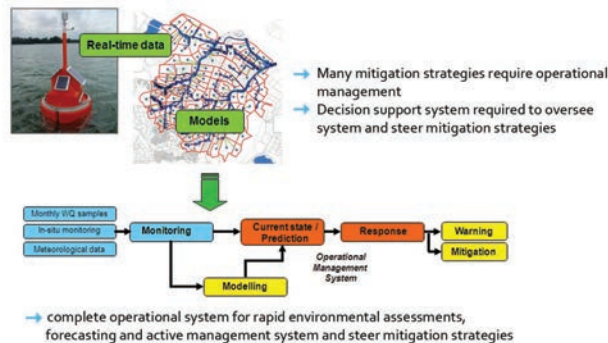 Real-time data
Models
Many mitigation strategies require operational
management
Decision support system required to oversee
system and steer mitigation strategies
Monthly WQ samples
In-situ monitoring
Meteorological data
Monitoring
Modelling
Current state /
Prediction
Operational
Management
System
Response
Warning
Mitigation
complete operational system for rapid environmental assessments,
forecasting and active management system and steer mitigation strategies